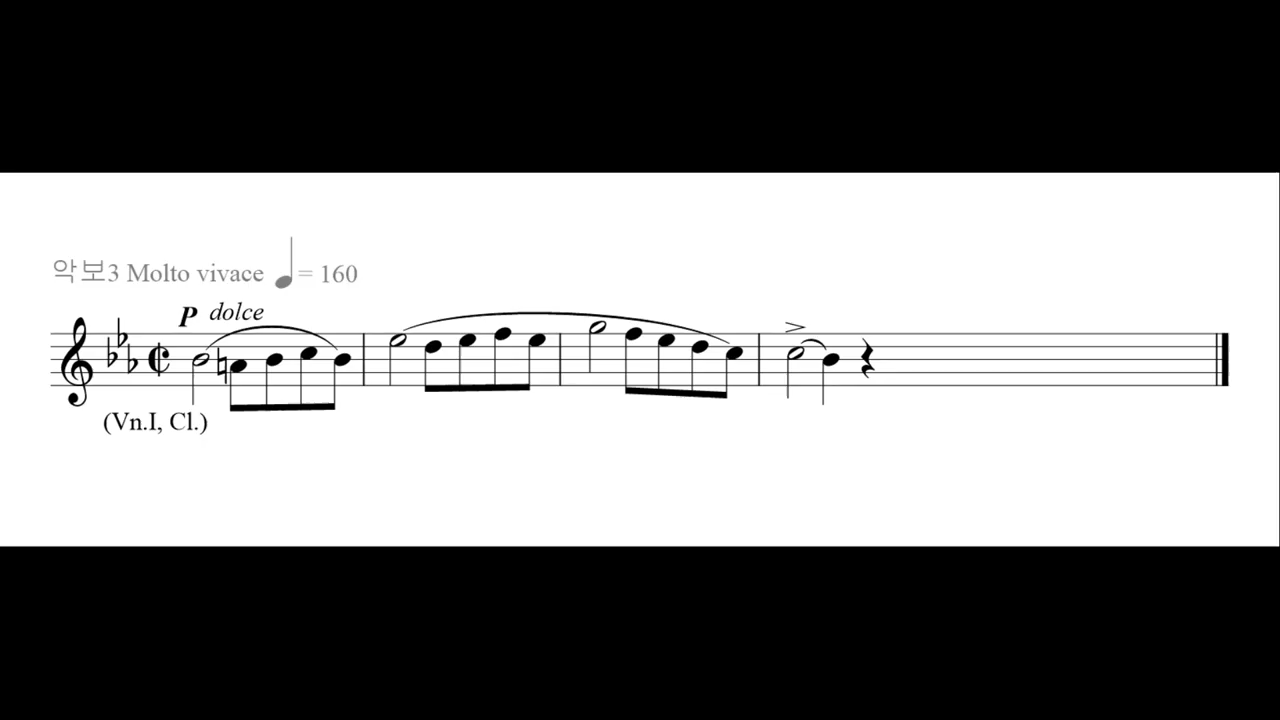 악보3 Molto vivace = 160
P dolce
(Vn.I, Cl.)